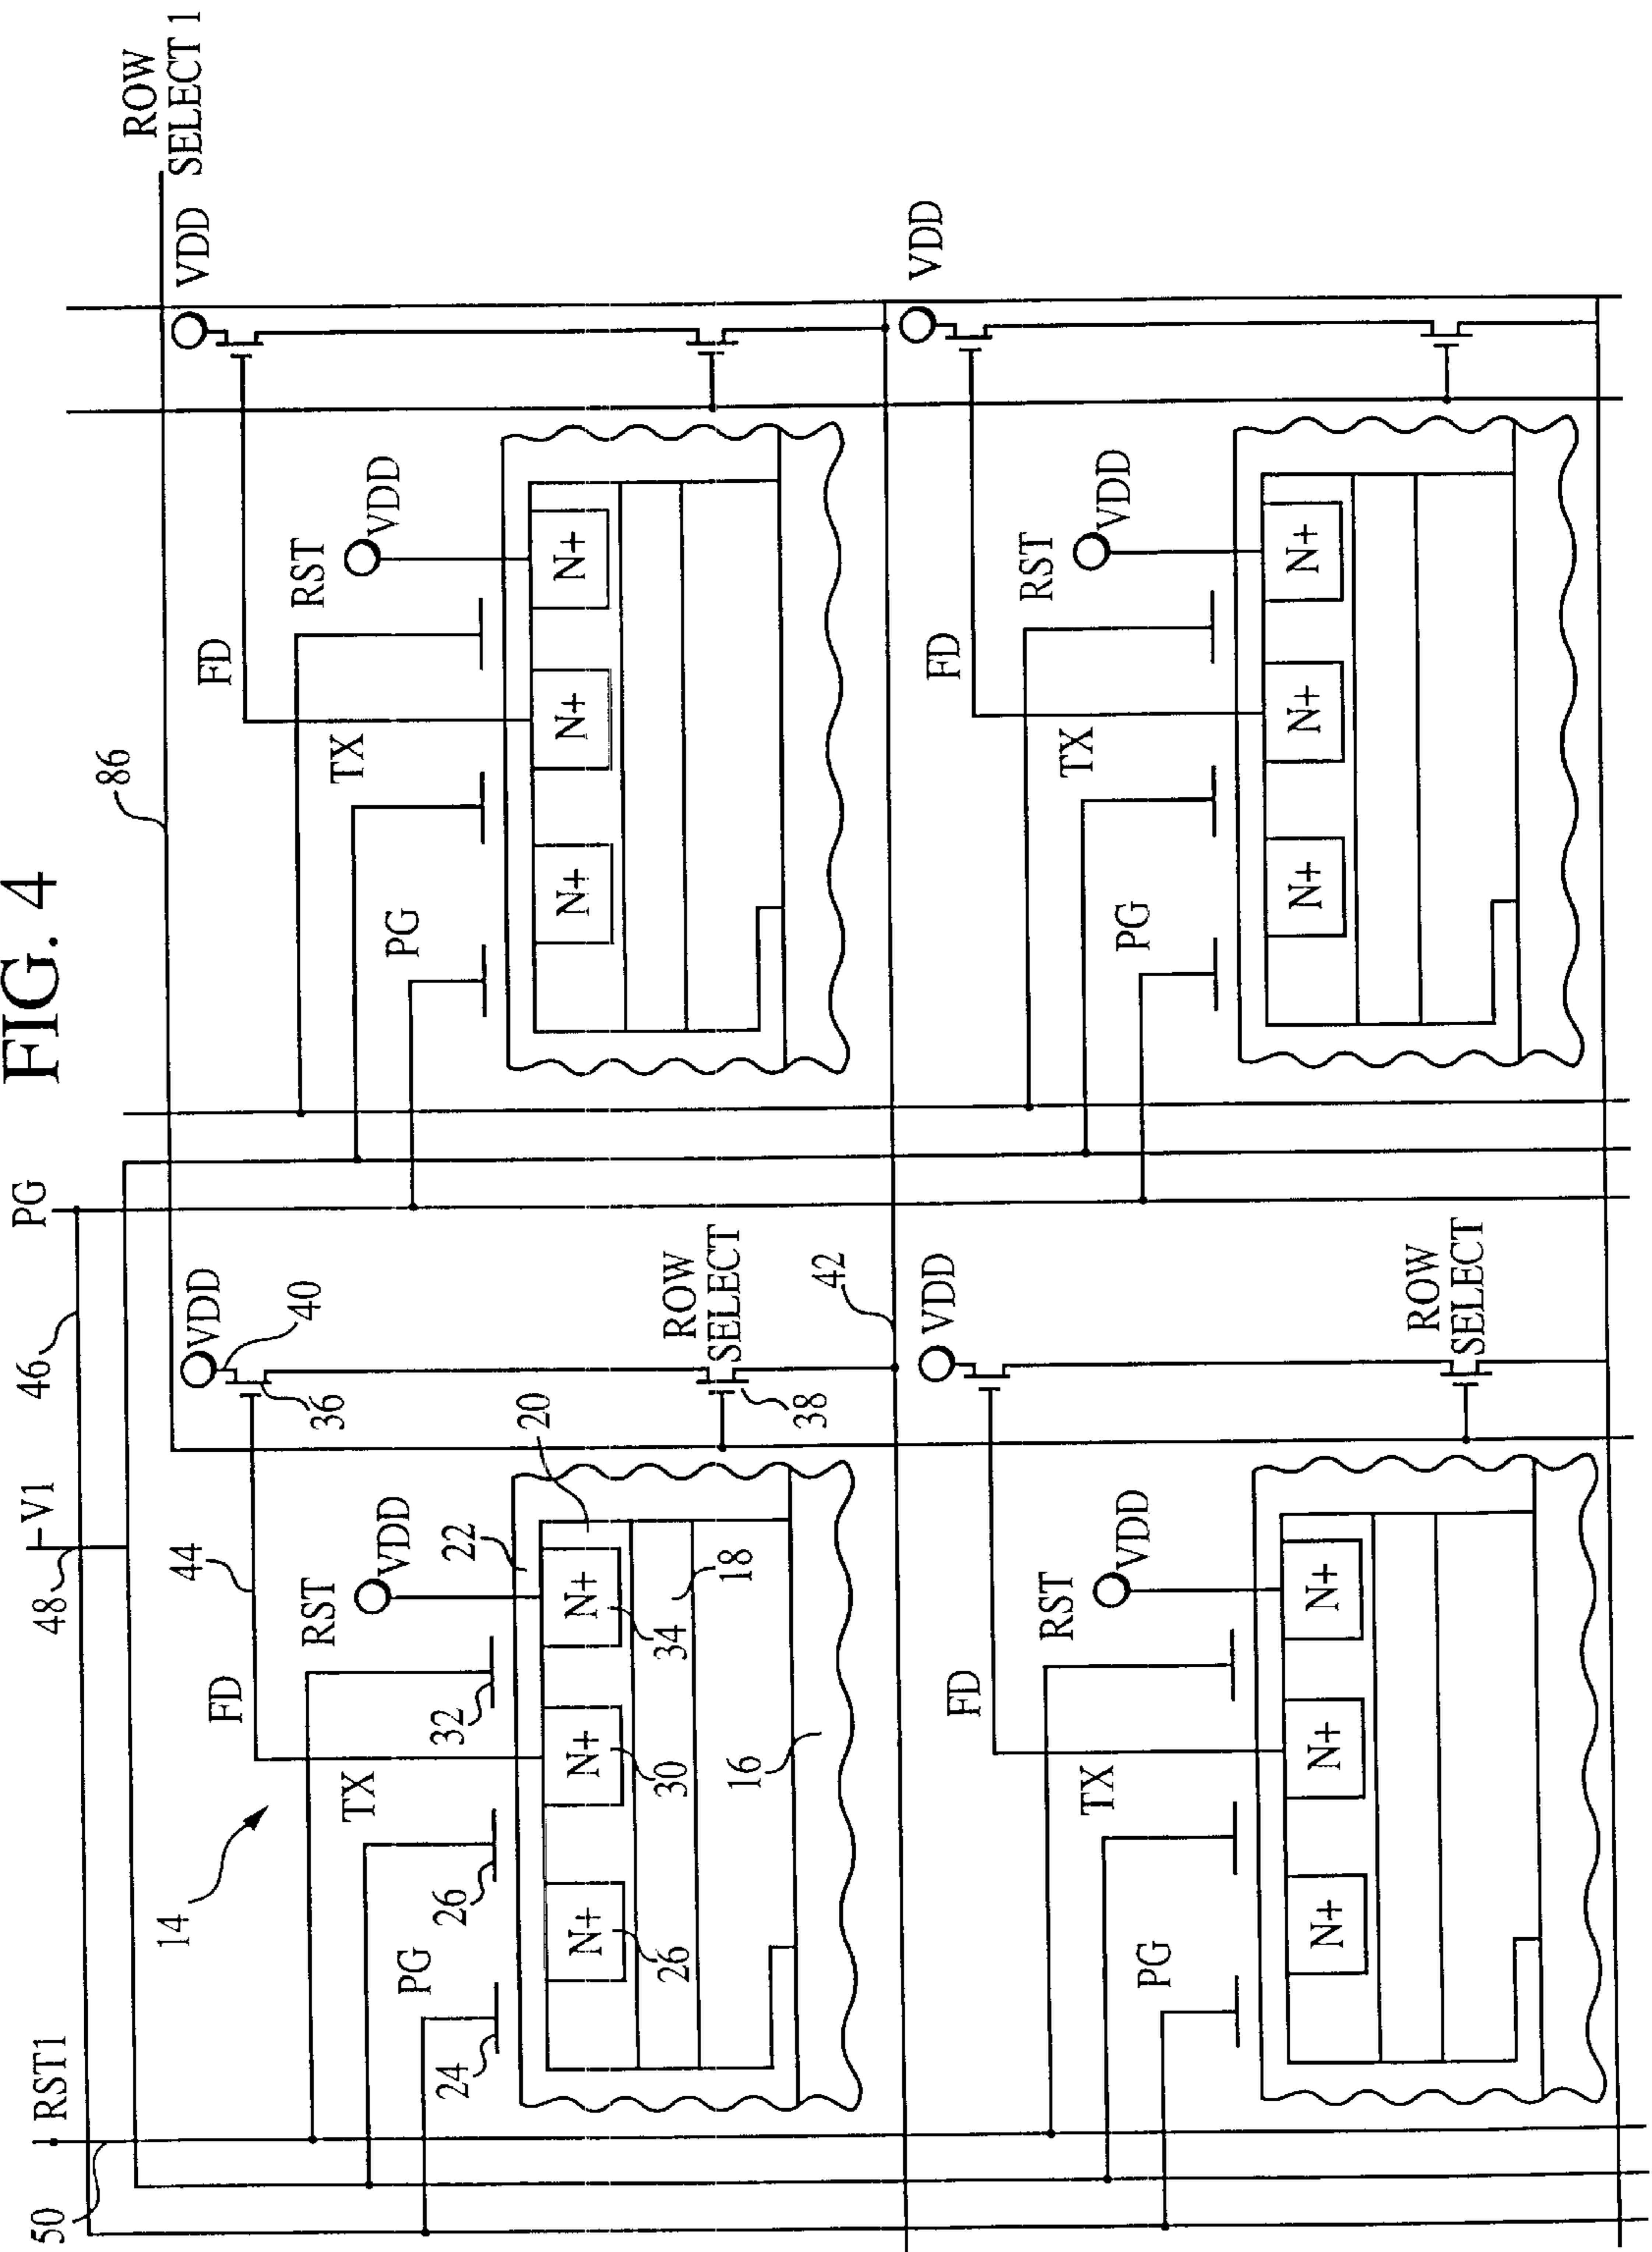 FIG. 4
ROW
SELECT 1
86
PG
46
V1
48
RST1
50
VDD
FD
RST
VDD
TX
PG
N+
N+
N+
VDD
FD
RST
VDD
TX
PG
N+
N+
N+
VDD
40
36
ROW
SELECT
38
42
44
FD
RST
VDD
22
20
TX
14
PG
24
26
32
N+
26
N+
30
N+
34
18
16
VDD
ROW
SELECT
FD
RST
VDD
TX
PG
N+
N+
N+